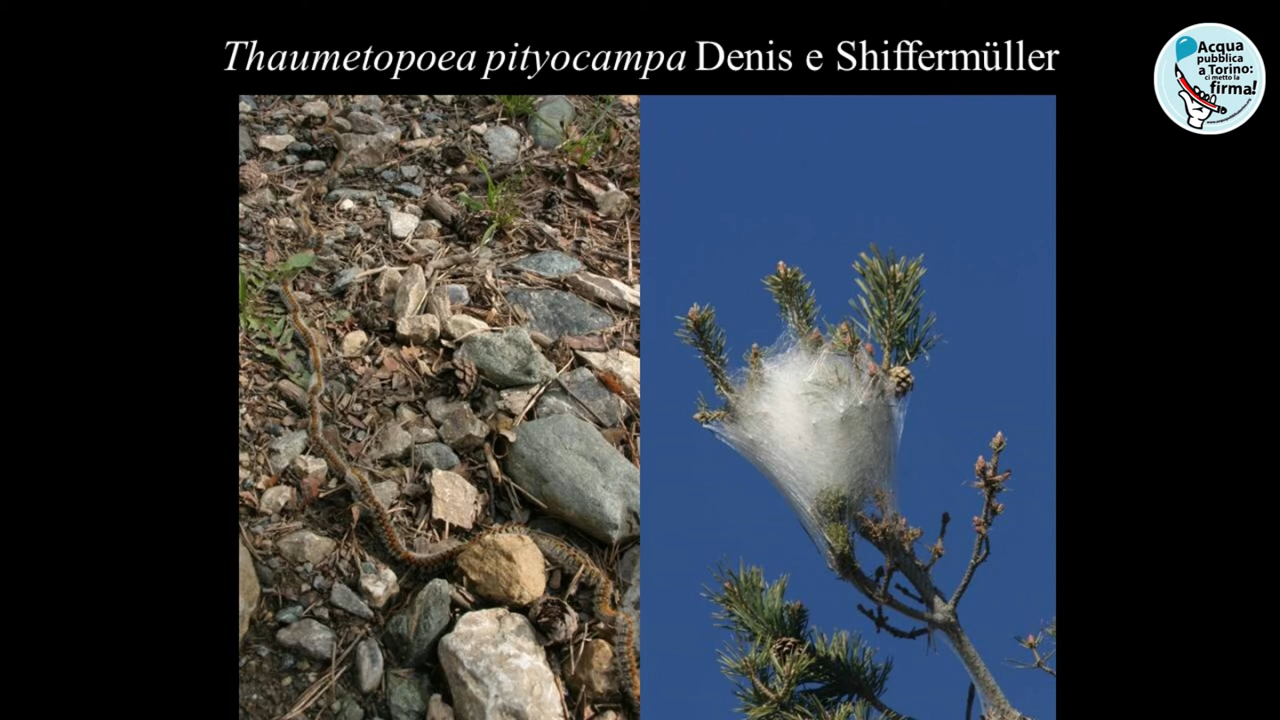 Thaumetopoea pityocampa Denis e Shiffermüller
Acqua
pubblica
a Torino:
ci metto la
firma!